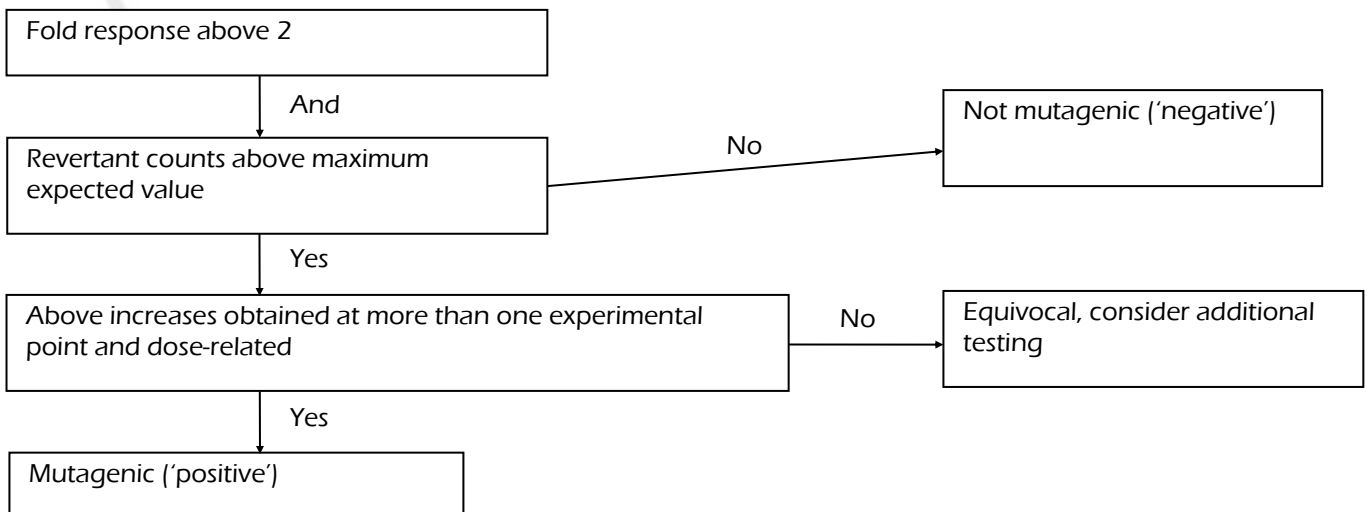 Fold response above 2
And
Revertant counts above maximum
expected value
No
Not mutagenic (‘negative’)
Yes
Above increases obtained at more than one experimental
point and dose-related
No
Equivocal, consider additional
testing
Yes
Mutagenic (‘positive’)